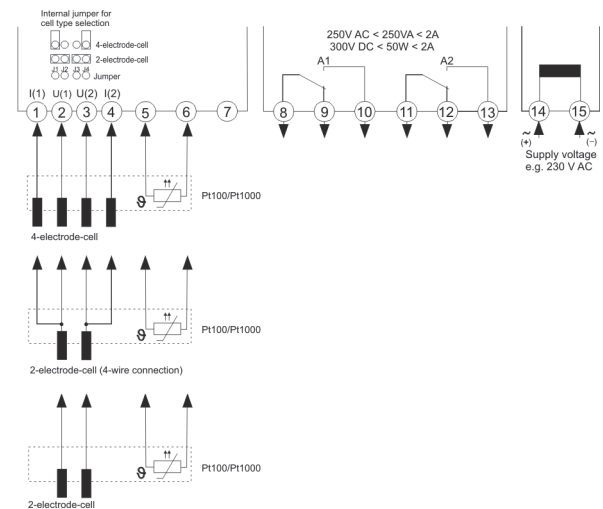 Internal jumper for
cell type selection
4-electrode-cell
2-electrode-cell
J1 J2 J3 J4
Jumper
I(1) U(1) U(2) I(2)
1 2 3 4 5 6 7
250V AC < 250VA < 2A
300V DC < 50W < 2A
A1 A2
8 9 10 11 12 13
14 15
~ ~
(+) (−)
Supply voltage
e.g. 230 V AC
ϑ
Pt100/Pt1000
4-electrode-cell
ϑ
Pt100/Pt1000
2-electrode-cell (4-wire connection)
ϑ
Pt100/Pt1000
2-electrode-cell